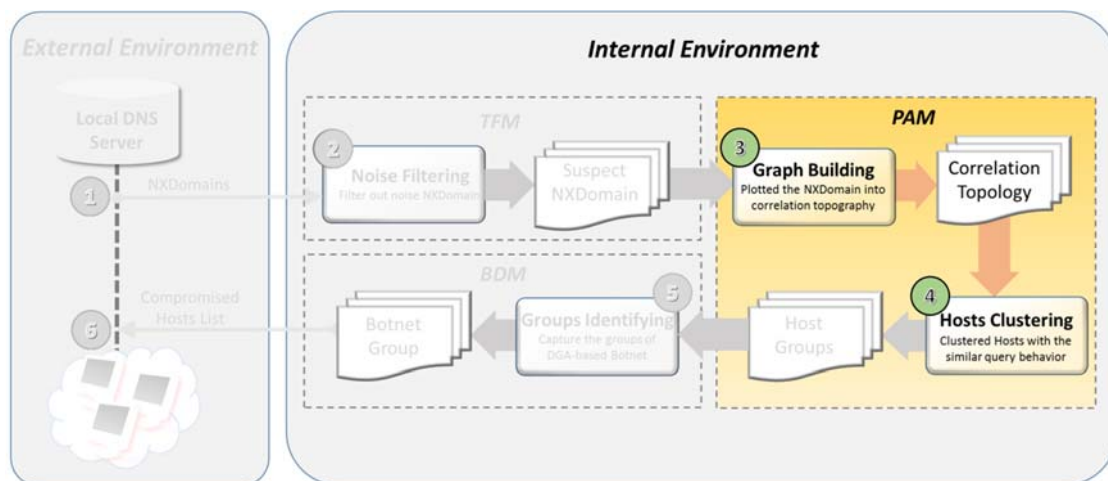 External Environment
Internal Environment
Local DNS
Server
TFM
PAM
2
Noise Filtering
Filter out noise NXDomains
Suspect
NXDomain
3
Graph Building
Plotted the NXDomain into
correlation topography
Correlation
Topology
1
NXDomains
BDM
Compromised
Hosts List
6
Botnet
Group
5
Groups Identifying
Capture the groups of
DGA-based Botnet
Host
Groups
4
Hosts Clustering
Clustered Hosts with the
similar query behavior